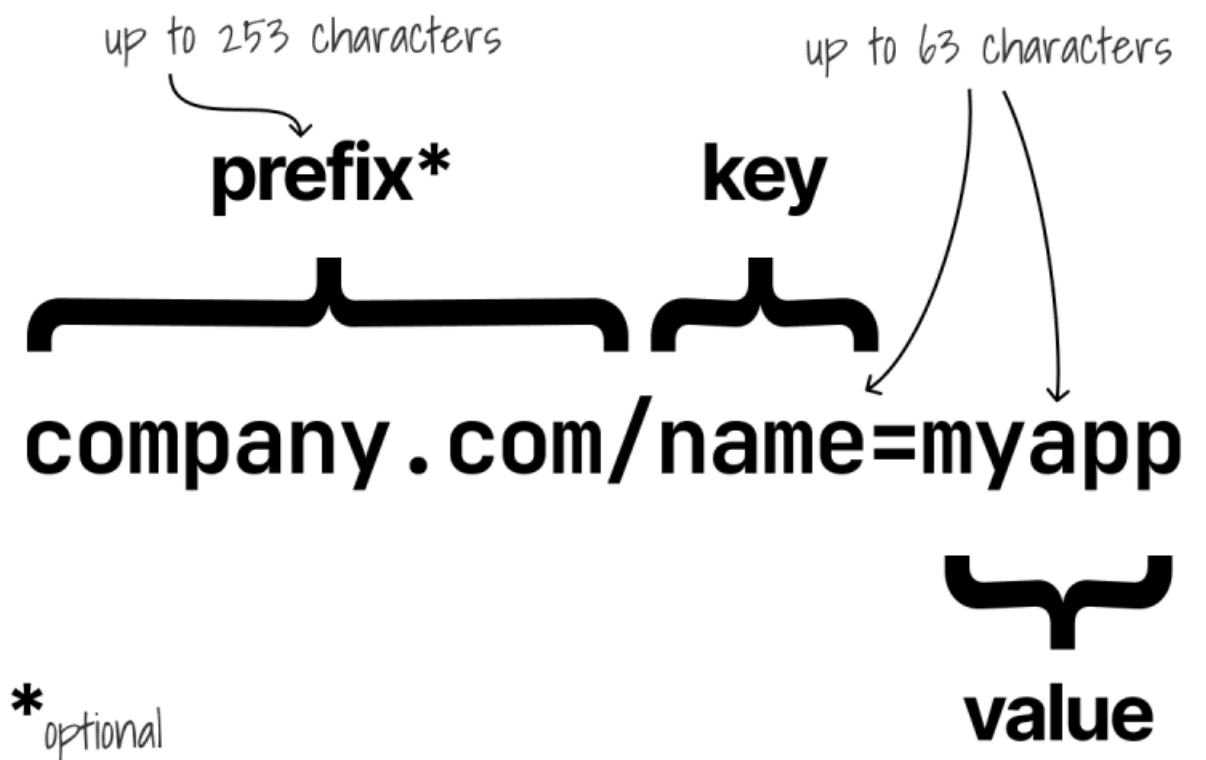 up to 253 characters
up to 63 characters
prefix*
key
company.com/name=myapp
value
*optional